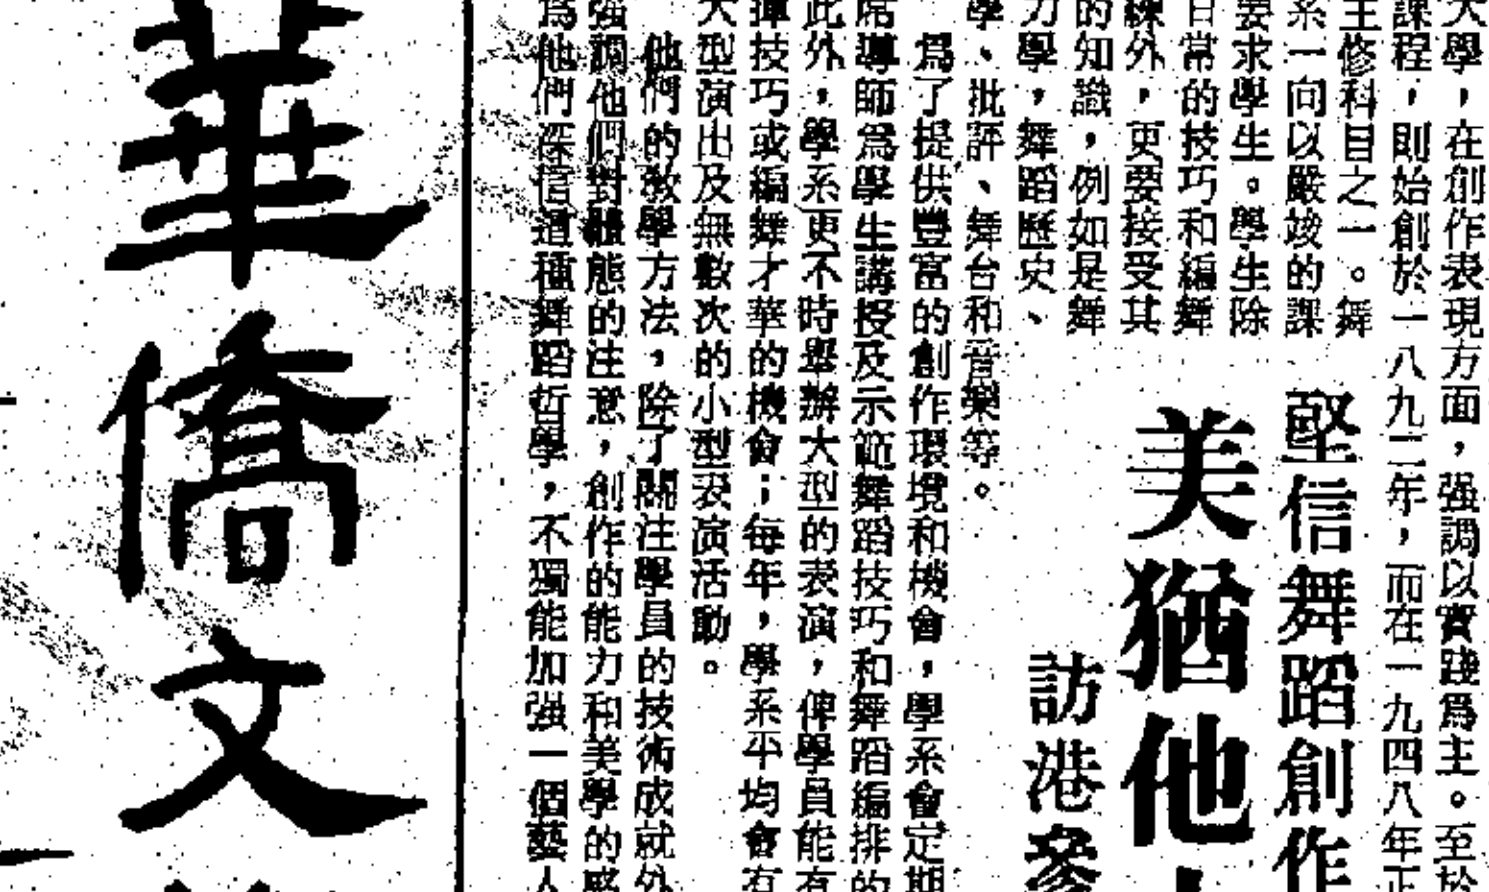 大學，在創作表現方面，强調以實踐爲主。至於
課程，則始創於一八九二年，而在一九四八年正
主修科目之一。舞
系一向以嚴竣的課
要求學生。學生除
日常的技巧和編舞
練外，更要接受其
的知識，例如是舞
力學，舞蹈歷史、
學、批評、舞台和音樂等。
堅信舞蹈創作
美猶他
訪港參
爲了提供豐富的創作環境和機會，學系會定期
席導師爲學生講授及示範舞蹈技巧和舞蹈編排的
此外，學系更不時舉辦大型的表演，俾學員能有
揮技巧或編舞才華的機會；每年，學系平均會有
大型演出及無數次的小型表演活動。
他們的教學方法，除了關注學員的技術成就外
強調他們對體態的注意，創作的能力和美學的感
爲他們深信這種舞蹈哲學，不獨能加强一個藝人
華僑文